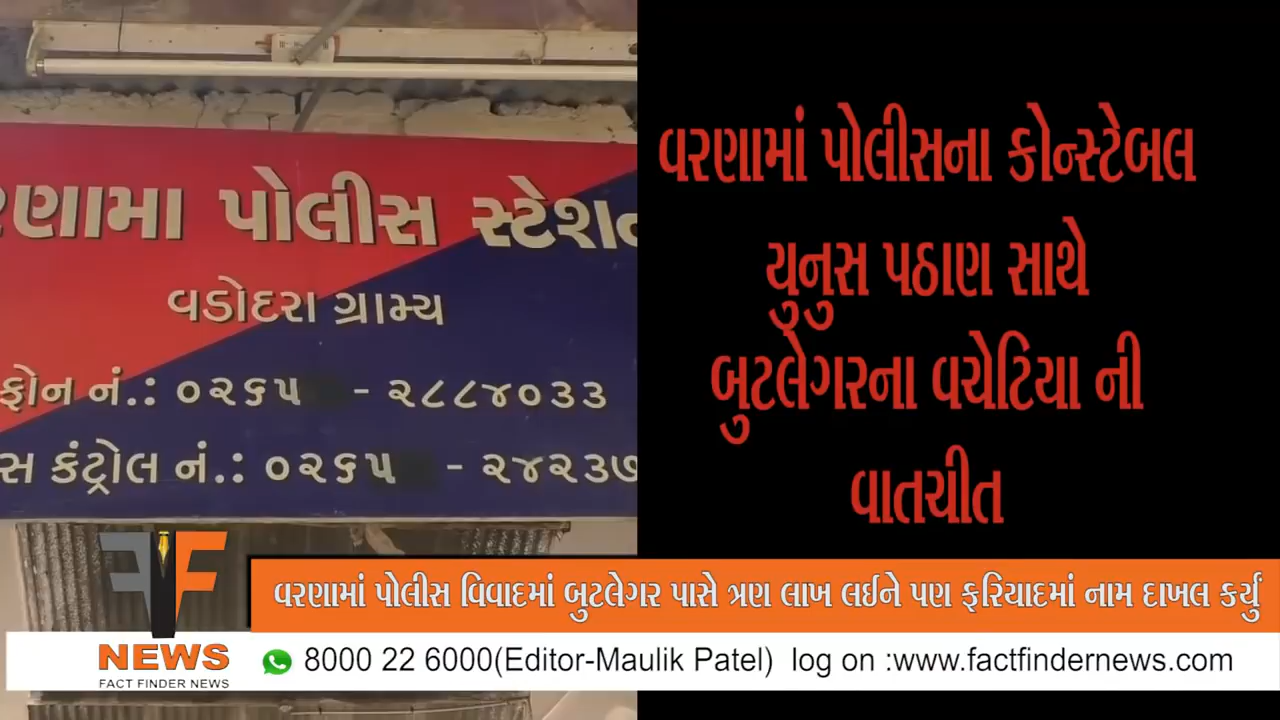 પોલીસ
વડોદરા ગ્રામ્ય
ફોન નં.: ૦૨૬૫ - ૨૮૮૪૦૩૩
કંટ્રોલ નં.: ૦૨૬૫ - ૨૪૨૩૭
વરણામાં પોલીસના કોન્સ્ટેબલ
યુનુસ પઠાણ સાથે
બુટલેગરના વચેટિયા ની
વાતચીત
વરણામાં પોલીસ વિવાદમાં બુટલેગર પાસે ત્રણ લાખ લઈને પણ ફરિયાદમાં નામ દાખલ કર્યુ
FF
NEWS
FACT FINDER NEWS
8000 22 6000(Editor-Maulik Patel) log on :www.factfindernews.com